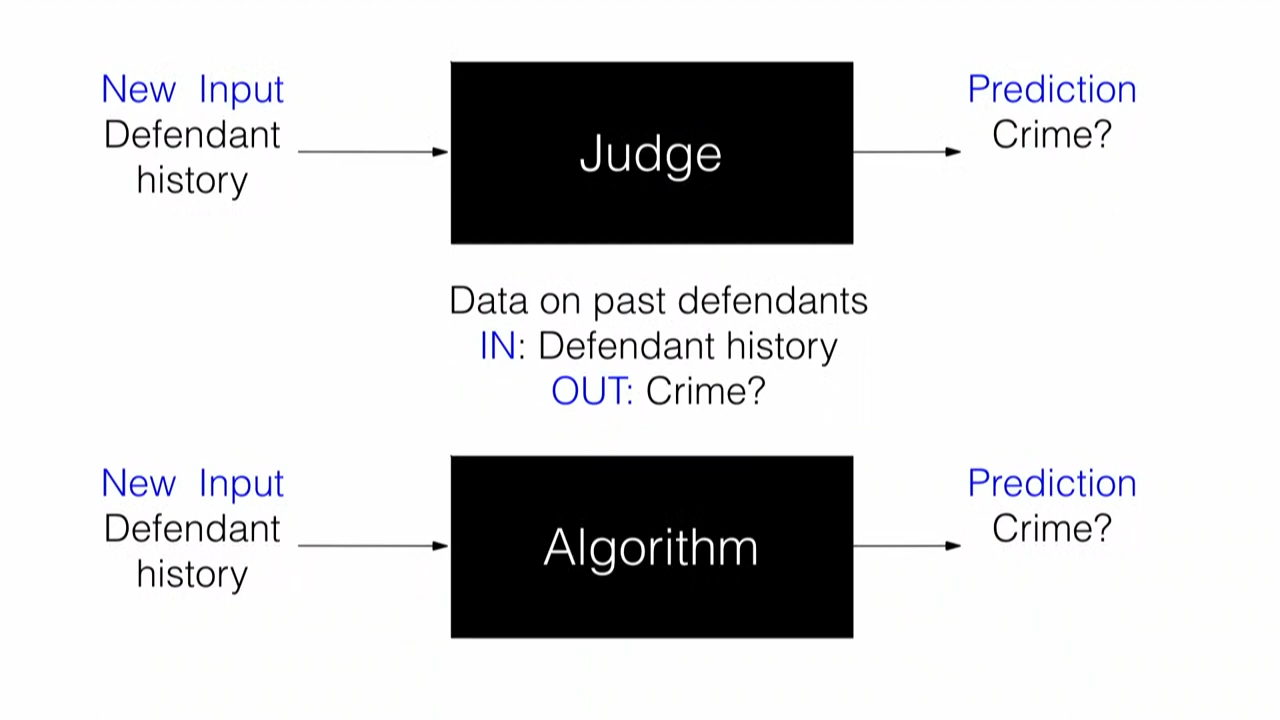 New Input
Defendant
history
Judge
Prediction
Crime?
Data on past defendants
IN: Defendant history
OUT: Crime?
New Input
Defendant
history
Algorithm
Prediction
Crime?